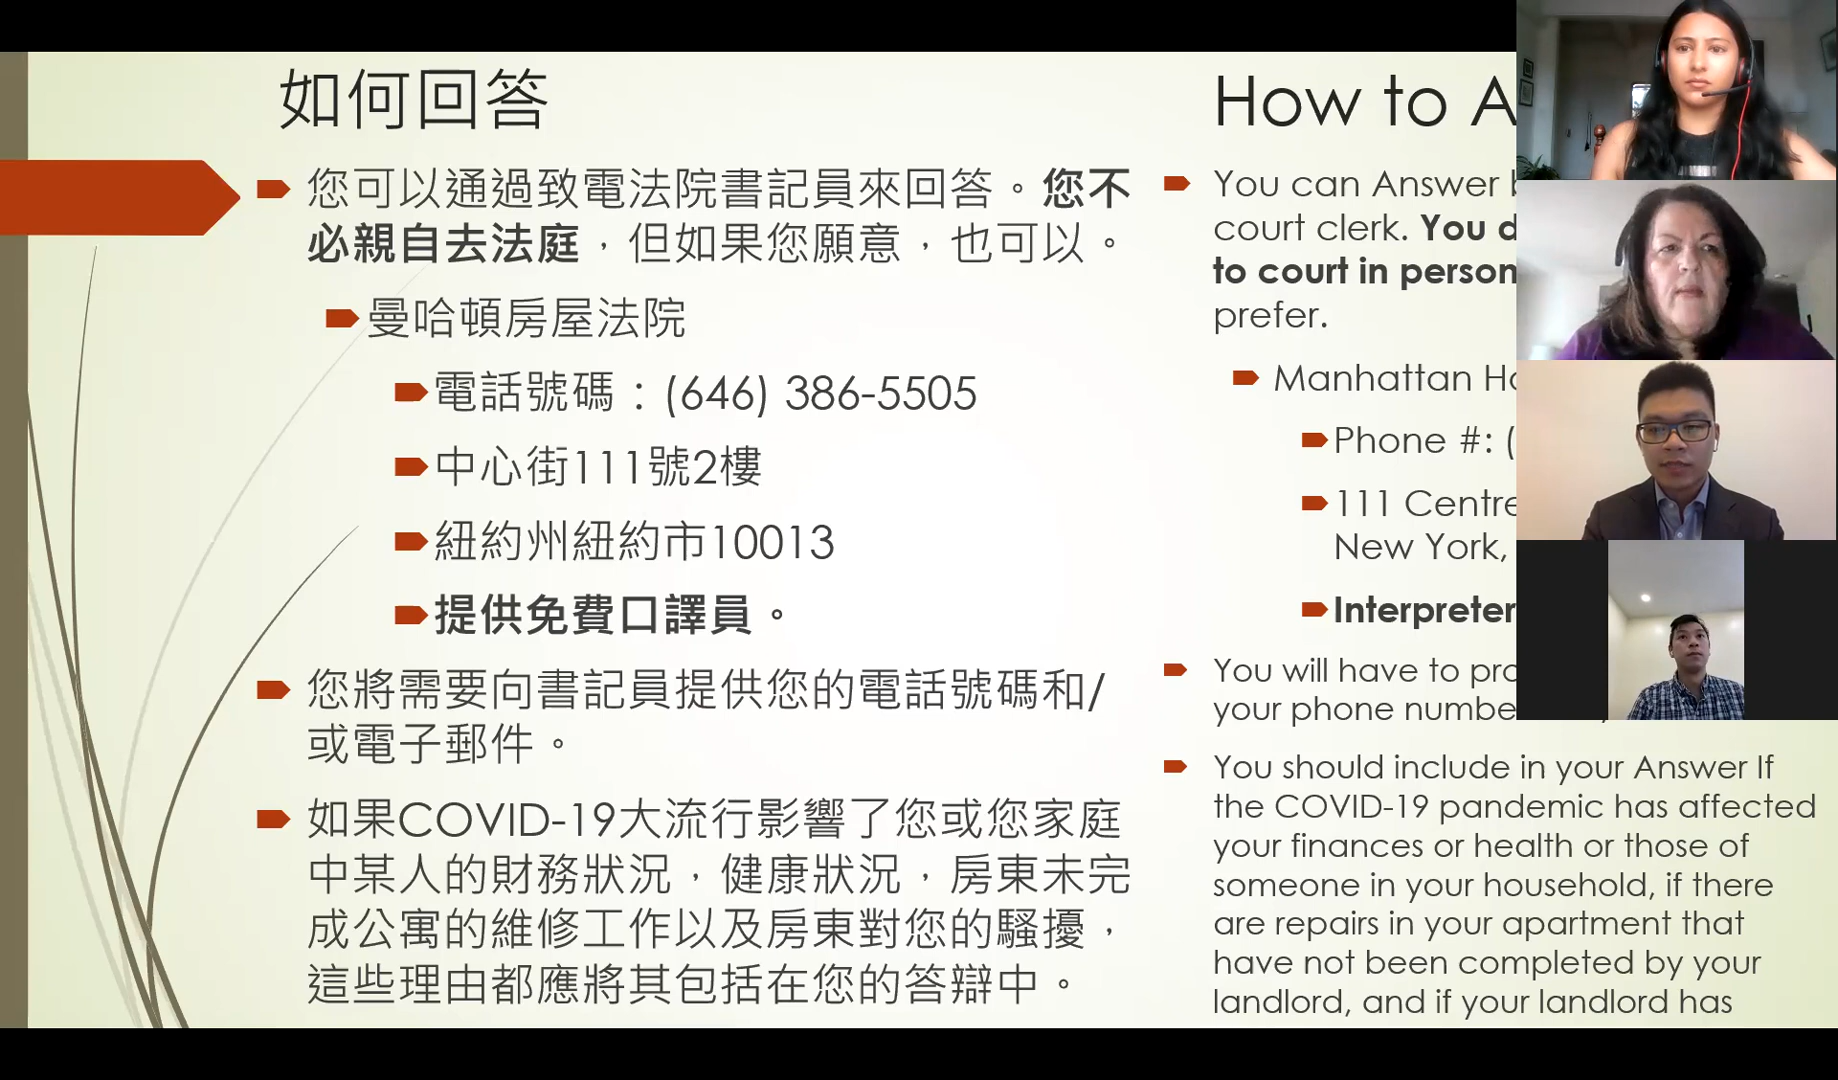 如何回答
您可以通過致電法院書記員來回答。您不
必親自去法庭，但如果您願意，也可以。
曼哈頓房屋法院
電話號碼：(646) 386-5505
中心街111號2樓
紐約州紐約市10013
提供免費口譯員。
您將需要向書記員提供您的電話號碼和/
或電子郵件。
如果COVID-19大流行影響了您或您家庭
中某人的財務狀況，健康狀況，房東未完
成公寓的維修工作以及房東對您的騷擾，
這些理由都應將其包括在您的答辯中。
How to
You can Answer
court clerk. You
to court in person
prefer.
Manhattan
Phone #: (
111 Centre
New York,
Interpreter
You will have to
your phone
You should include in your Answer If
the COVID-19 pandemic has affected
your finances or health or those of
someone in your household, if there
are repairs in your apartment that
have not been completed by your
landlord, and if your landlord has